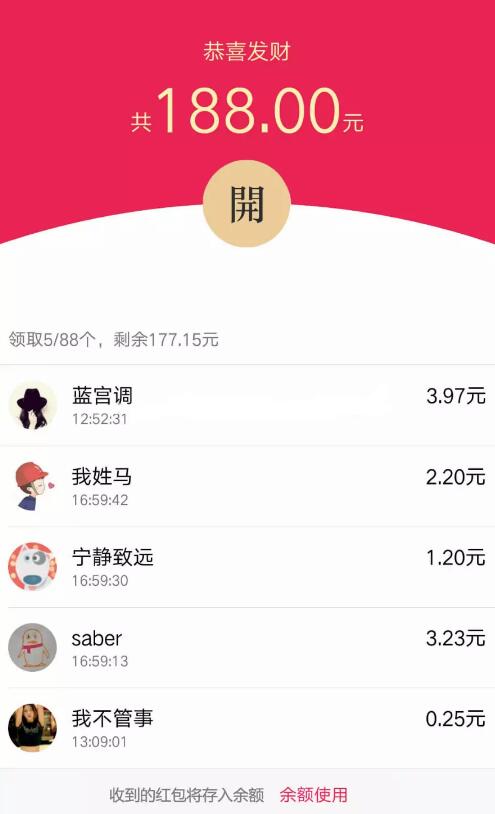 恭喜发财
共188.00元
開
领取5/88个，剩余177.15元
蓝宫调 3.97元
12:52:31
我姓马 2.20元
16:59:42
宁静致远 1.20元
16:59:30
saber 3.23元
16:59:13
我不管事 0.25元
13:09:01
收到的红包将存入余额 余额使用